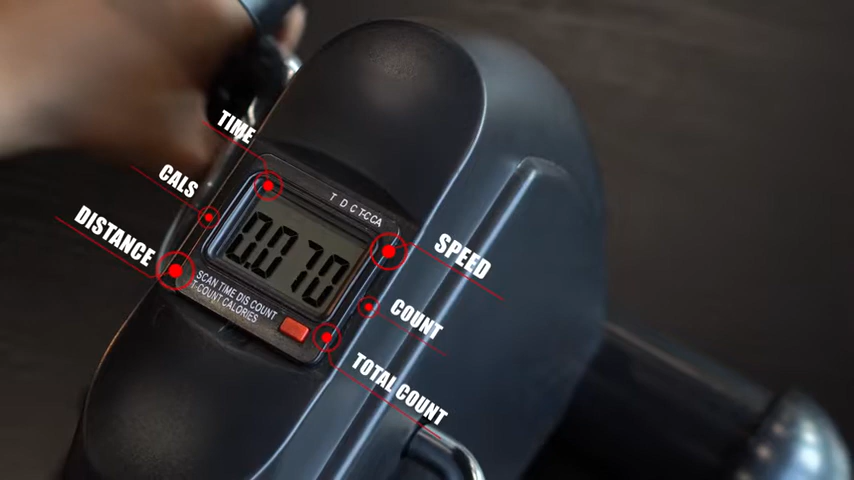 TIME
CALS
DISTANCE
T D C T-C CA
0.070
SCAN TIME DIS COUNT
T-COUNT CALORIES
SPEED
COUNT
TOTAL COUNT